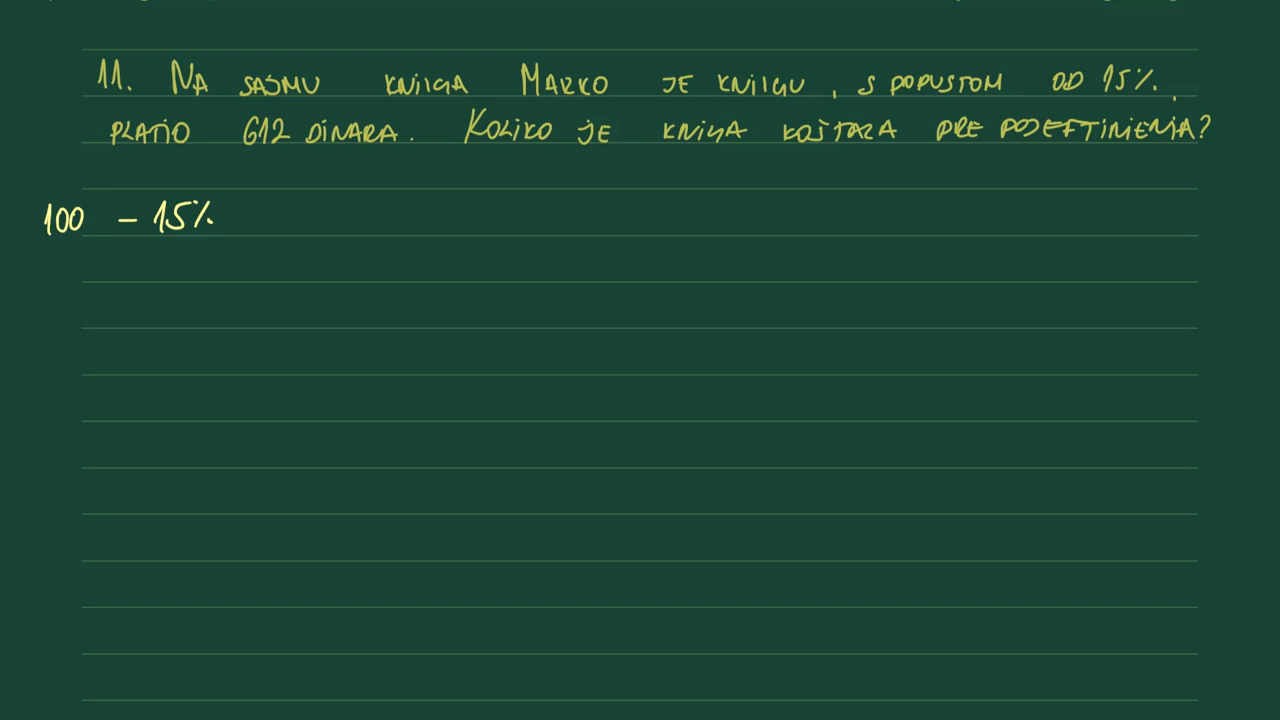 11. NA SAJMU KNJIGA MARKO JE KNJIGU, S POPUSTOM OD 15%,
PLATIO 612 DINARA. KOLIKO JE KNJIGA KOŠTALA PRE POJEFTINJENJA?
100 - 15%